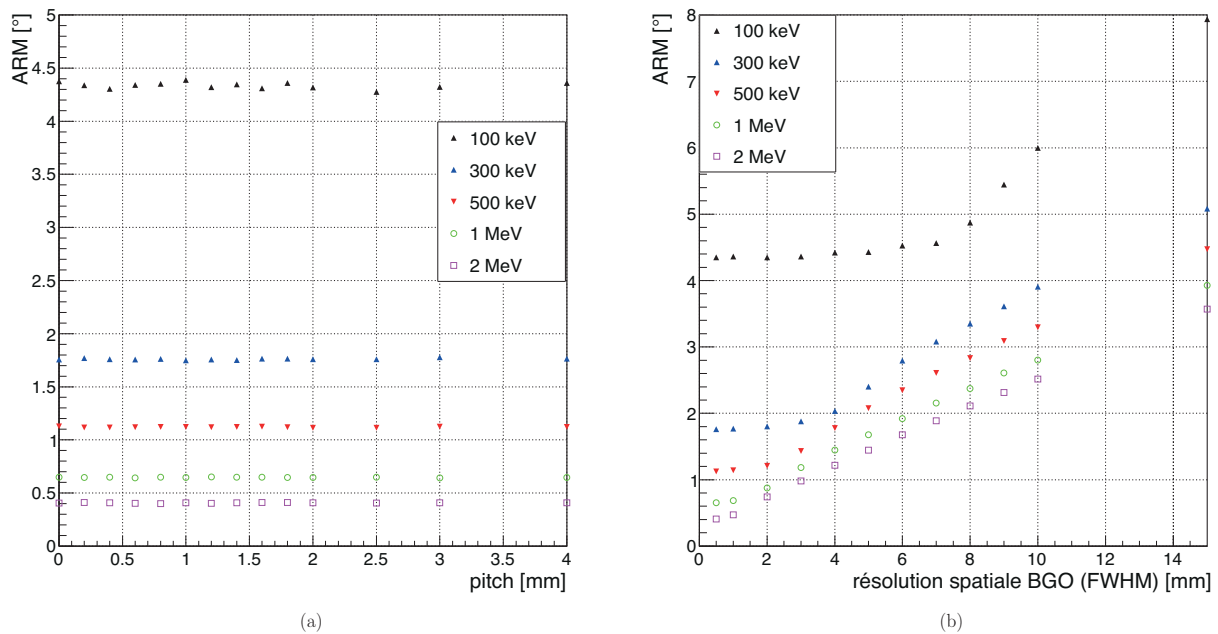 ARM [°]
5
4.5
4
3.5
3
2.5
2
1.5
1
0.5
0
100 keV
300 keV
500 keV
1 MeV
2 MeV
0 0.5 1 1.5 2 2.5 3 3.5 4
pitch [mm]
(a)
ARM [°]
8
7
6
5
4
3
2
1
0
100 keV
300 keV
500 keV
1 MeV
2 MeV
0 2 4 6 8 10 12 14
résolution spatiale BGO (FWHM) [mm]
(b)